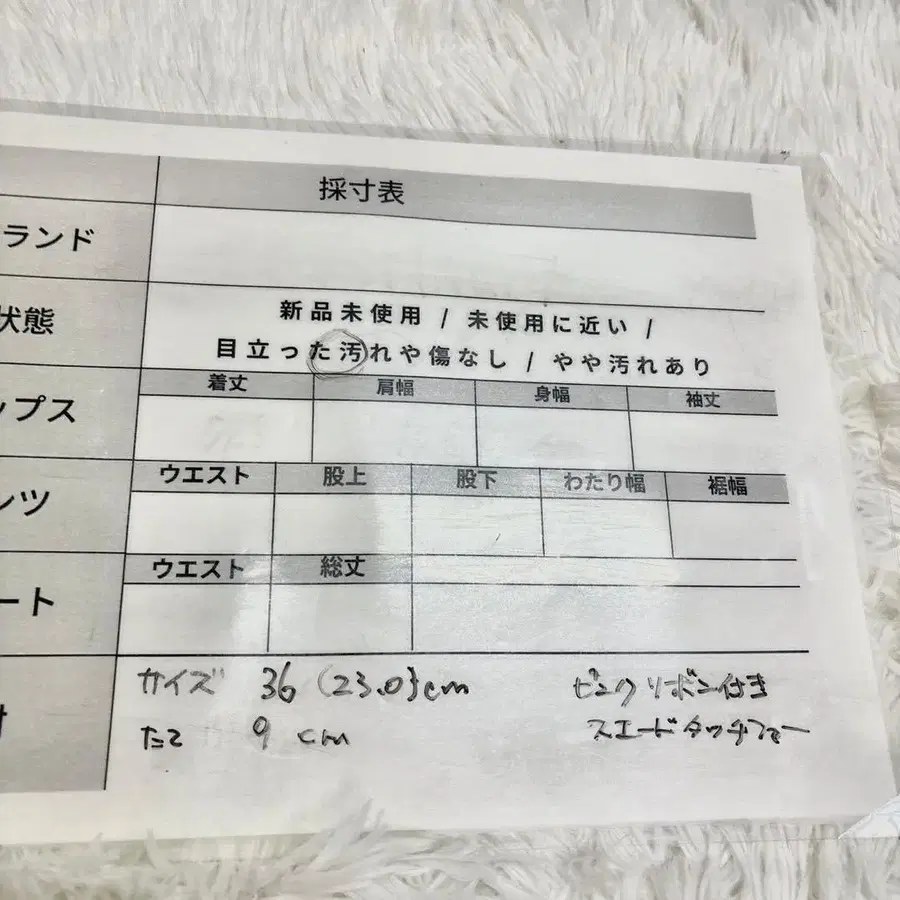 採寸表
ランド
状態
新品未使用 / 未使用に近い /
目立った汚れや傷なし / やや汚れあり
着丈 肩幅 身幅 袖丈
ップス
ウエスト 股上 股下 わたり幅 裾幅
ンツ
ウエスト 総丈
ート
サイズ 36 (23.0)cm ピンクリボン付き
9 cm スエードタッチファー